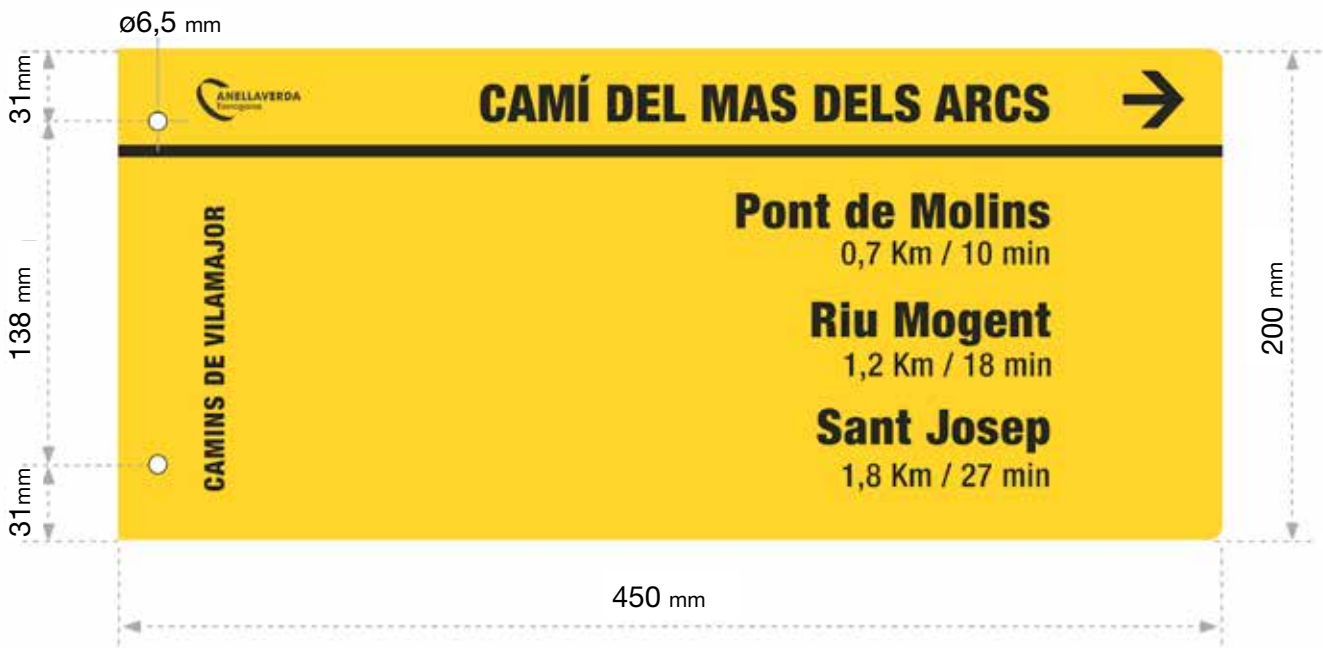 ø6,5 mm
31mm
ANELLAVERDA
Tarragona
CAMÍ DEL MAS DELS ARCS
Pont de Molins
0,7 Km / 10 min
CAMINS DE VILAMAJOR
138 mm
200 mm
Riu Mogent
1,2 Km / 18 min
Sant Josep
1,8 Km / 27 min
31mm
450 mm